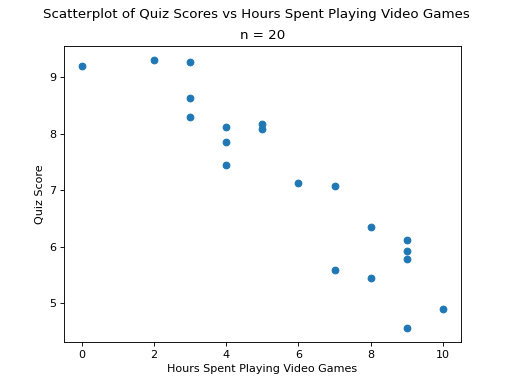 Scatterplot of Quiz Scores vs Hours Spent Playing Video Games
n = 20
9
8
7
6
5
Quiz Score
0 2 4 6 8 10
Hours Spent Playing Video Games